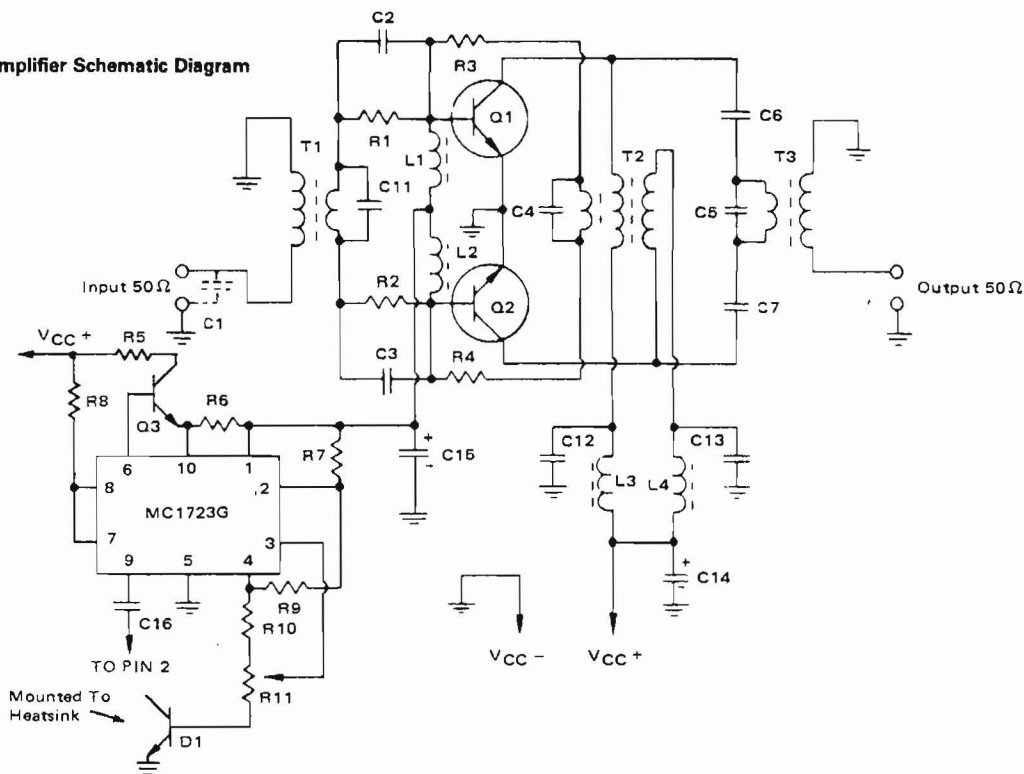 mplifier Schematic Diagram
C2
R3
R1
Q1
L1
T1
C11
C4
T2
C6
T3
C5
L2
R2
Q2
C7
Input 50Ω
C1
Output 50Ω
VCC +
R5
C3
R4
R8
Q3
R6
R7
C15
C12
C13
L3
L4
6
10
1
8
2
MC1723G
7
3
9
5
4
C14
R9
C16
R10
TO PIN 2
VCC −
VCC +
R11
Mounted To
Heatsink
D1
+
-
+
-